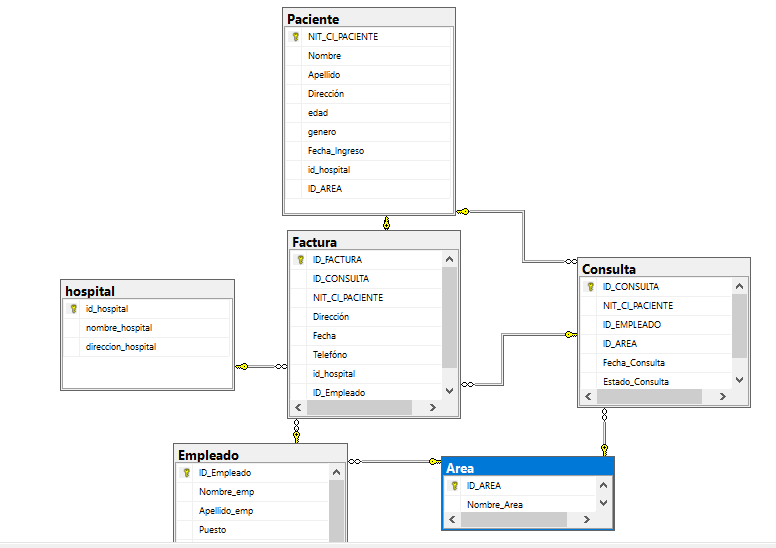 Paciente
NIT_CI_PACIENTE
Nombre
Apellido
Dirección
edad
genero
Fecha_Ingreso
id_hospital
ID_AREA
Factura
ID_FACTURA
ID_CONSULTA
NIT_CI_PACIENTE
Dirección
Fecha
Telefóno
id_hospital
ID_Empleado
Consulta
ID_CONSULTA
NIT_CI_PACIENTE
ID_EMPLEADO
ID_AREA
Fecha_Consulta
Estado_Consulta
hospital
id_hospital
nombre_hospital
direccion_hospital
Empleado
ID_Empleado
Nombre_emp
Apellido_emp
Puesto
Area
ID_AREA
Nombre_Area